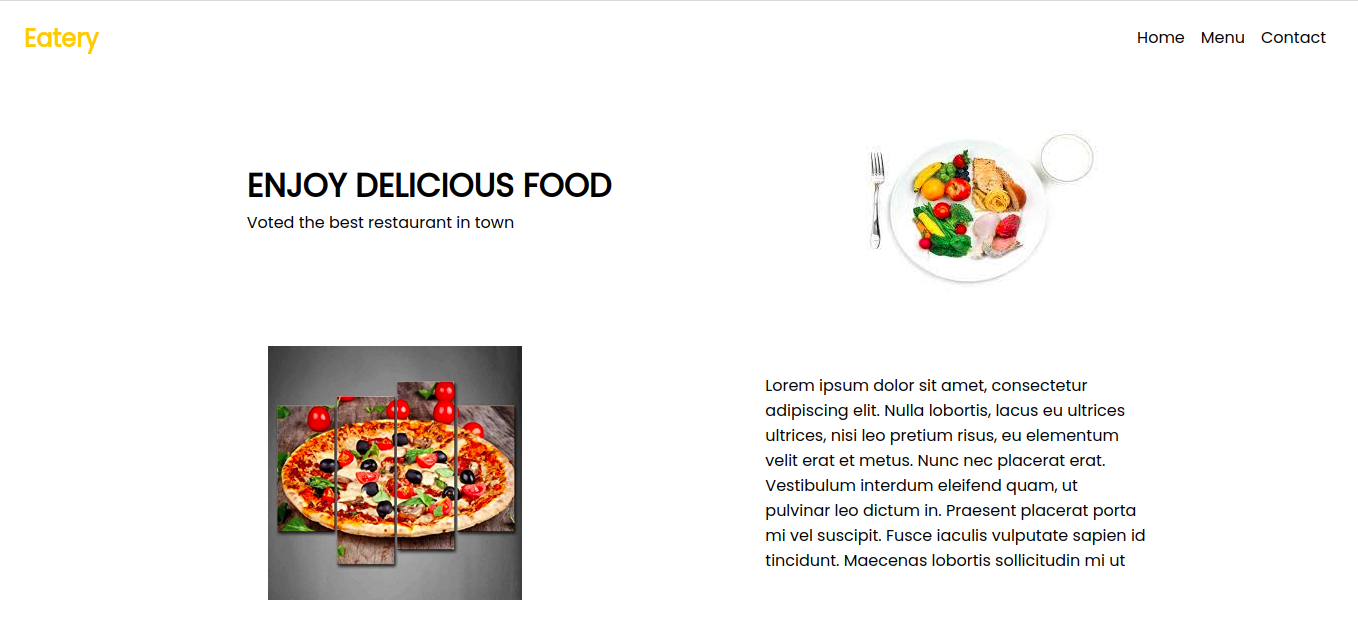 Eatery
Home Menu Contact
ENJOY DELICIOUS FOOD
Voted the best restaurant in town
Lorem ipsum dolor sit amet, consectetur
adipiscing elit. Nulla lobortis, lacus eu ultrices
ultrices, nisi leo pretium risus, eu elementum
velit erat et metus. Nunc nec placerat erat.
Vestibulum interdum eleifend quam, ut
pulvinar leo dictum in. Praesent placerat porta
mi vel suscipit. Fusce iaculis vulputate sapien id
tincidunt. Maecenas lobortis sollicitudin mi ut